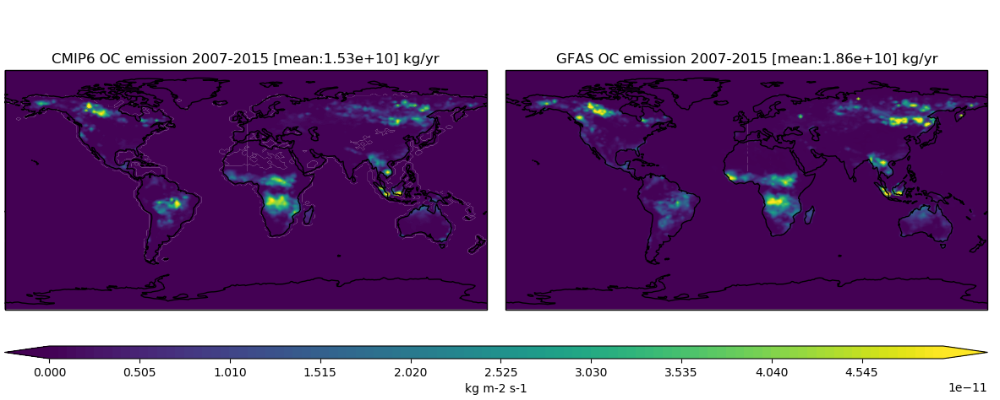 CMIP6 OC emission 2007-2015 [mean:1.53e+10] kg/yr
GFAS OC emission 2007-2015 [mean:1.86e+10] kg/yr
0.000 0.505 1.010 1.515 2.020 2.525 3.030 3.535 4.040 4.545
kg m-2 s-1
1e−11